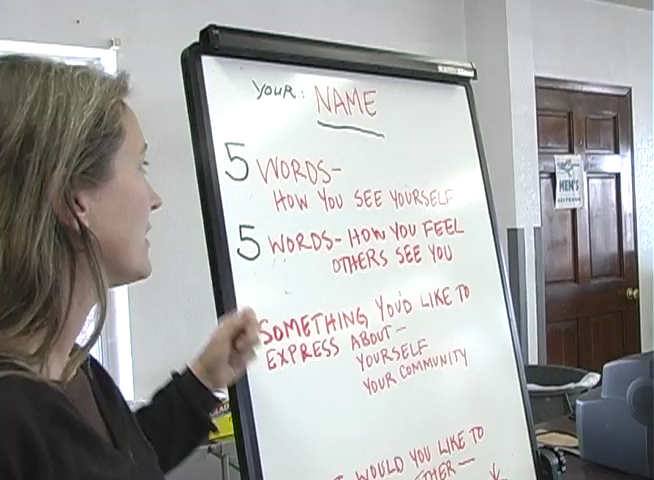 YOUR: NAME
5 WORDS-
HOW YOU SEE YOURSELF
5 WORDS- HOW YOU FEEL
OTHERS SEE YOU
SOMETHING YOU'D LIKE TO
EXPRESS ABOUT-
YOURSELF
YOUR COMMUNITY
WOULD YOU LIKE TO
MEN'S
RESTROOM